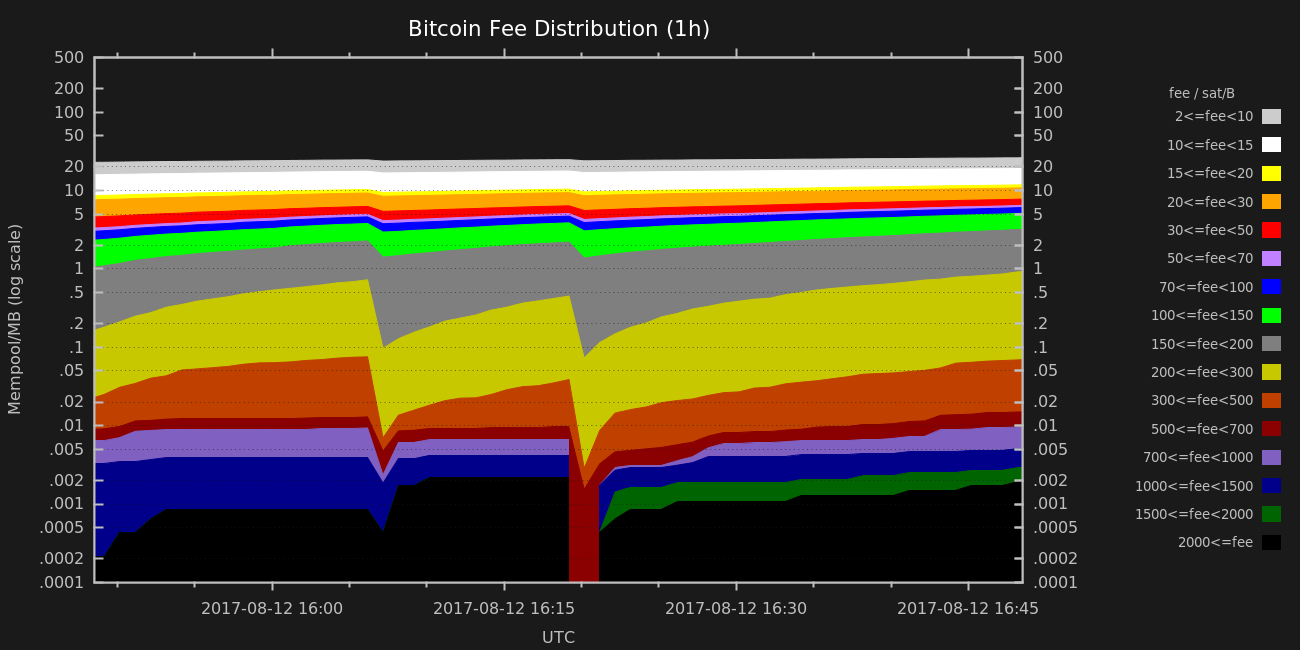 Bitcoin Fee Distribution (1h)
Mempool/MB (log scale)
500
200
100
50
20
10
5
2
1
.5
.2
.1
.05
.02
.01
.005
.002
.001
.0005
.0002
.0001
500
200
100
50
20
10
5
2
1
.5
.2
.1
.05
.02
.01
.005
.002
.001
.0005
.0002
.0001
fee / sat/B
2<=fee<10
10<=fee<15
15<=fee<20
20<=fee<30
30<=fee<50
50<=fee<70
70<=fee<100
100<=fee<150
150<=fee<200
200<=fee<300
300<=fee<500
500<=fee<700
700<=fee<1000
1000<=fee<1500
1500<=fee<2000
2000<=fee
2017-08-12 16:00
2017-08-12 16:15
2017-08-12 16:30
2017-08-12 16:45
UTC